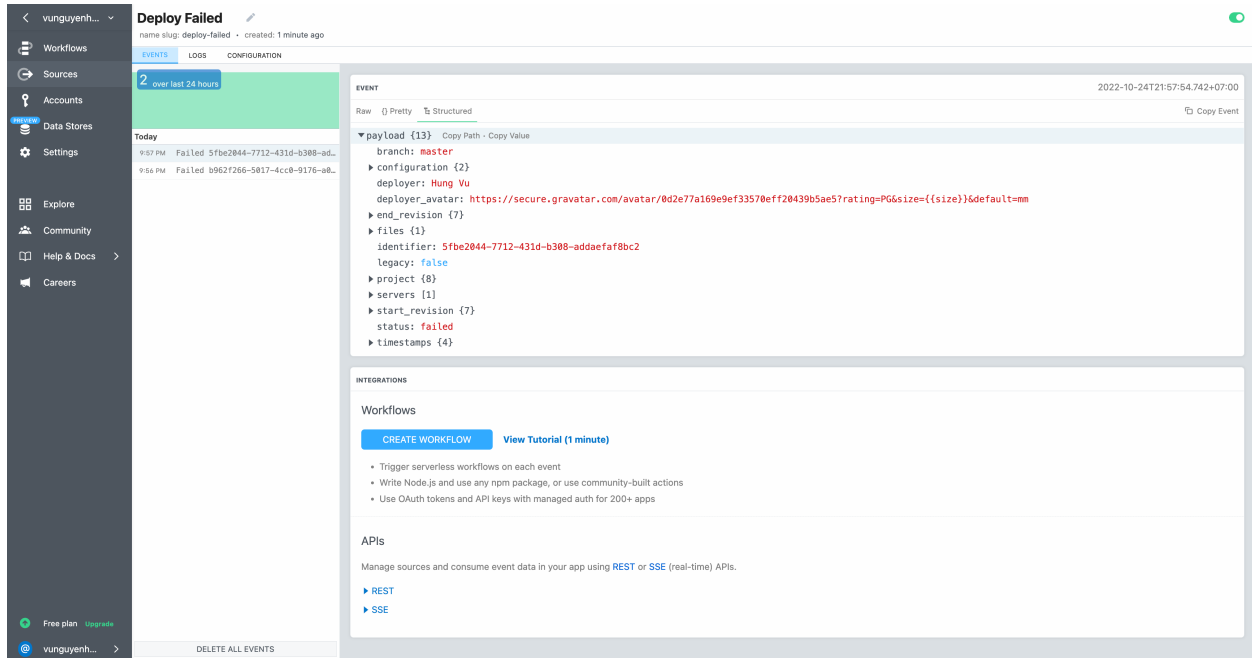 vunguyenh...
Workflows
Sources
Accounts
PREVIEW
Data Stores
Settings
Explore
Community
Help & Docs
Careers
Free plan Upgrade
@ vunguyenh...
Deploy Failed
name slug: deploy-failed • created: 1 minute ago
EVENTS LOGS CONFIGURATION
2 over last 24 hours
Today
9:57 PM Failed 5fbe2044-7712-431d-b308-ad…
9:56 PM Failed b962f266-5017-4cc0-9176-a0…
DELETE ALL EVENTS
EVENT 2022-10-24T21:57:54.742+07:00
Raw {} Pretty Structured Copy Event
payload {13} Copy Path - Copy Value
branch: master
configuration {2}
deployer: Hung Vu
deployer_avatar: https://secure.gravatar.com/avatar/0d2e77a169e9ef33570eff20439b5ae5?rating=PG&size={{size}}&default=mm
end_revision {7}
files {1}
identifier: 5fbe2044-7712-431d-b308-addaefaf8bc2
legacy: false
project {8}
servers [1]
start_revision {7}
status: failed
timestamps {4}
INTEGRATIONS
Workflows
CREATE WORKFLOW View Tutorial (1 minute)
• Trigger serverless workflows on each event
• Write Node.js and use any npm package, or use community-built actions
• Use OAuth tokens and API keys with managed auth for 200+ apps
APIs
Manage sources and consume event data in your app using REST or SSE (real-time) APIs.
REST
SSE